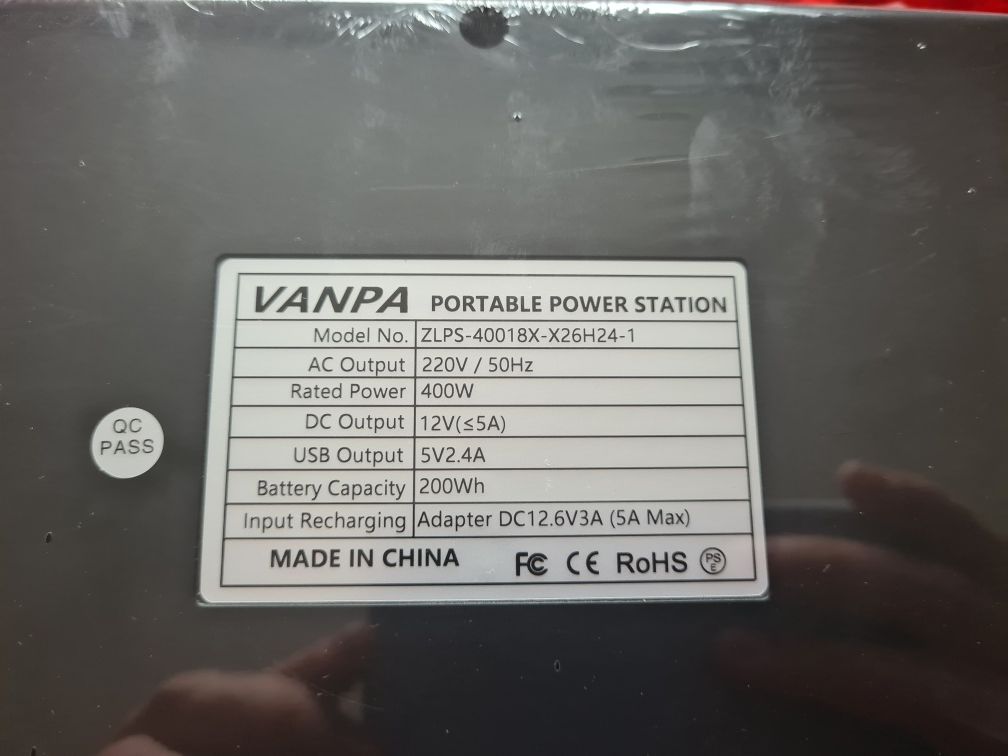 VANPA PORTABLE POWER STATION
Model No. ZLPS-40018X-X26H24-1
AC Output 220V / 50Hz
Rated Power 400W
DC Output 12V(≤5A)
USB Output 5V2.4A
Battery Capacity 200Wh
Input Recharging Adapter DC12.6V3A (5A Max)
MADE IN CHINA FC CE RoHS PS E
QC
PASS